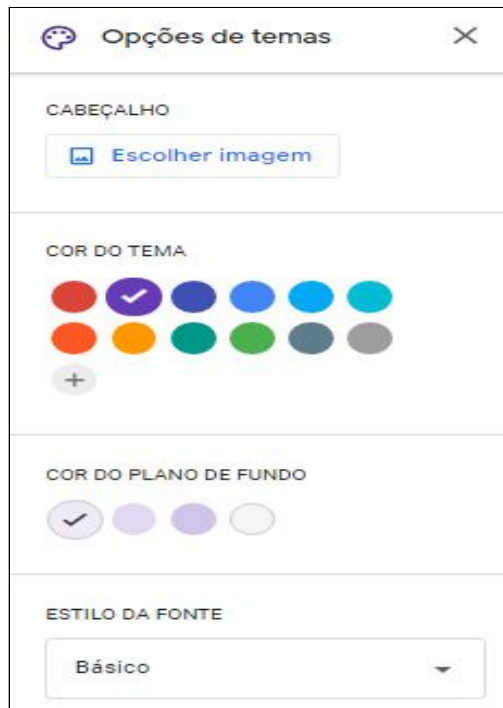 Opções de temas
CABEÇALHO
Escolher imagem
COR DO TEMA
COR DO PLANO DE FUNDO
ESTILO DA FONTE
Básico